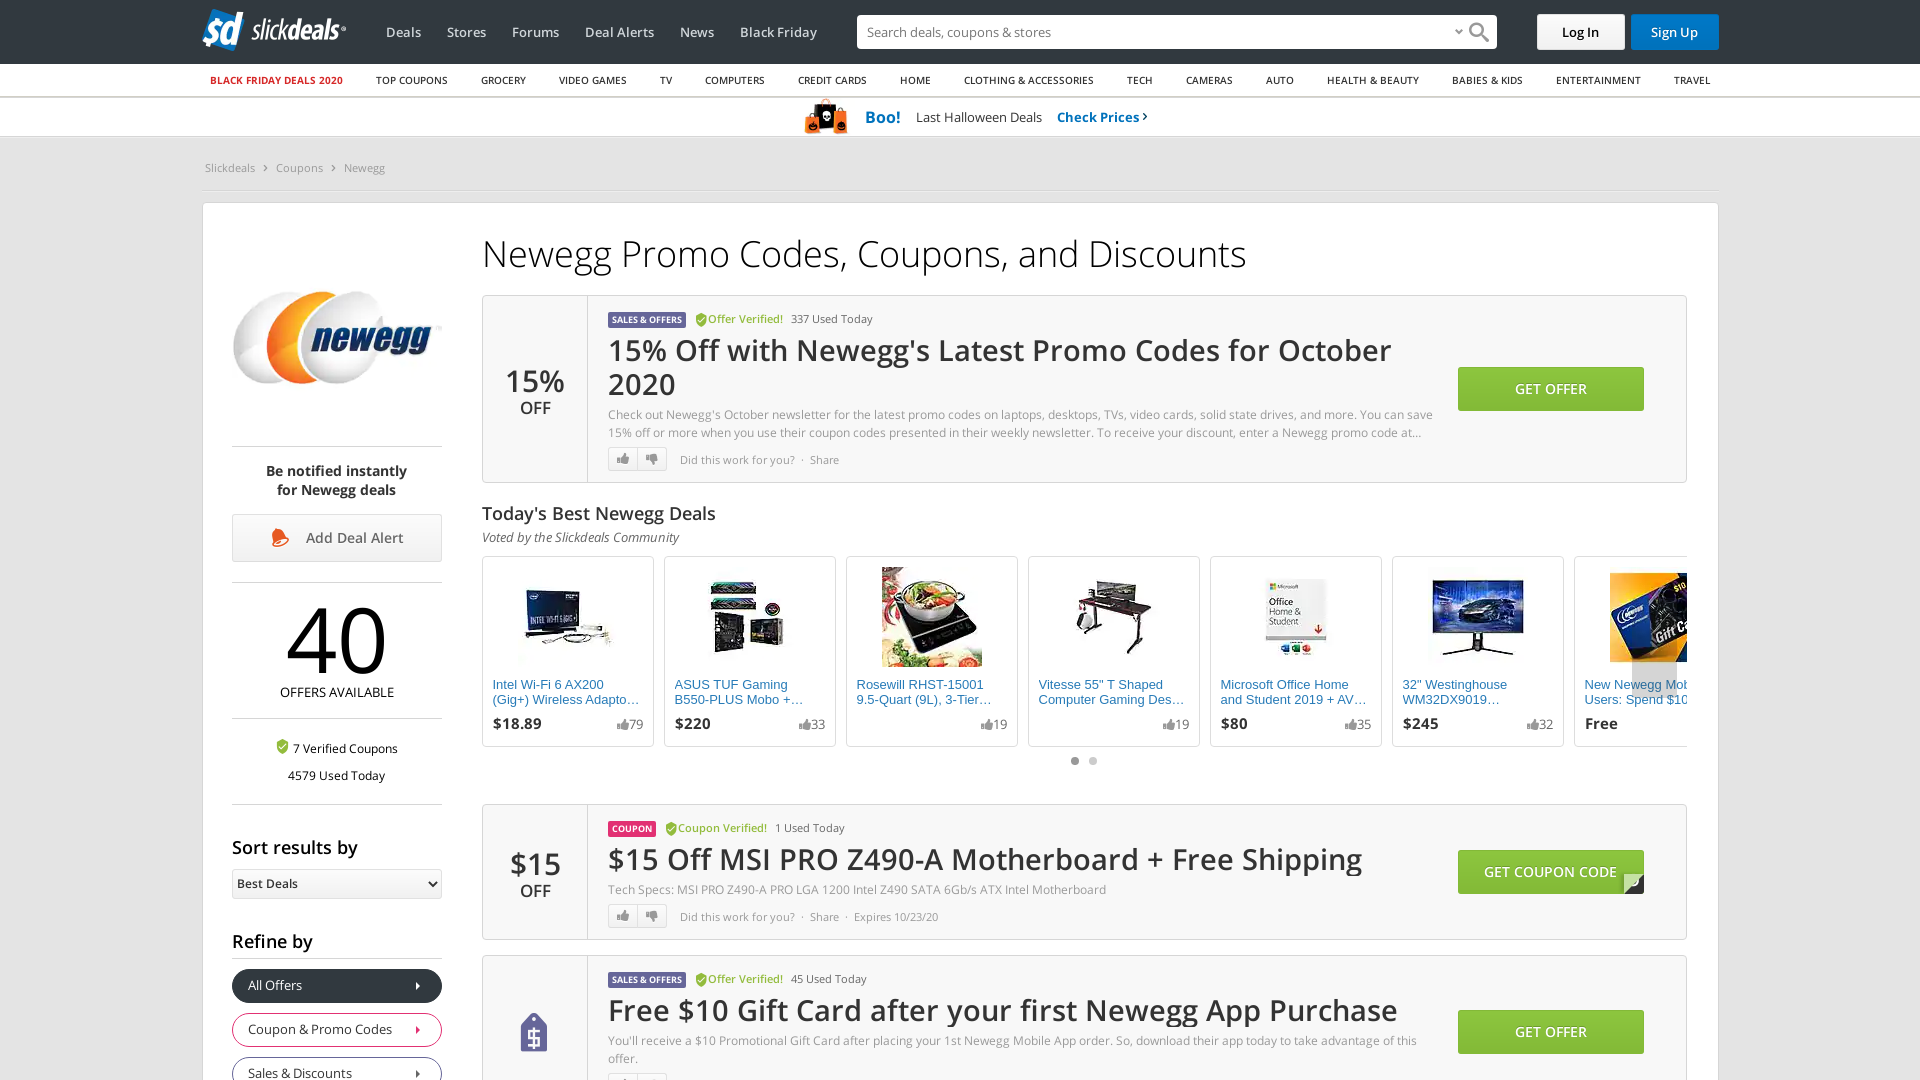 sd slickdeals
Deals
Stores
Forums
Deal Alerts
News
Black Friday
Search deals, coupons & stores
Log In
Sign Up
BLACK FRIDAY DEALS 2020
TOP COUPONS
GROCERY
VIDEO GAMES
TV
COMPUTERS
CREDIT CARDS
HOME
CLOTHING & ACCESSORIES
TECH
CAMERAS
AUTO
HEALTH & BEAUTY
BABIES & KIDS
ENTERTAINMENT
TRAVEL
Boo! Last Halloween Deals Check Prices
Slickdeals
Coupons
Newegg
newegg
Be notified instantly
for Newegg deals
Add Deal Alert
40
OFFERS AVAILABLE
7 Verified Coupons
4579 Used Today
Sort results by
Best Deals
Refine by
All Offers
Coupon & Promo Codes
Sales & Discounts
Newegg Promo Codes, Coupons, and Discounts
15%
OFF
SALES & OFFERS Offer Verified! 337 Used Today
15% Off with Newegg's Latest Promo Codes for October
2020
Check out Newegg's October newsletter for the latest promo codes on laptops, desktops, TVs, video cards, solid state drives, and more. You can save
15% off or more when you use their coupon codes presented in their weekly newsletter. To receive your discount, enter a Newegg promo code at...
Did this work for you? · Share
GET OFFER
Today's Best Newegg Deals
Voted by the Slickdeals Community
Intel Wi-Fi 6 AX200
(Gig+) Wireless Adapto…
$18.89
79
ASUS TUF Gaming
B550-PLUS Mobo +…
$220
33
Rosewill RHST-15001
9.5-Quart (9L), 3-Tier…
19
Vitesse 55" T Shaped
Computer Gaming Des…
19
Microsoft
Office
Home &
Student
Microsoft Office Home
and Student 2019 + AV…
$80
35
32" Westinghouse
WM32DX9019…
$245
32
New Newegg Mob
Users: Spend $10
Free
$15
OFF
COUPON Coupon Verified! 1 Used Today
$15 Off MSI PRO Z490-A Motherboard + Free Shipping
Tech Specs: MSI PRO Z490-A PRO LGA 1200 Intel Z490 SATA 6Gb/s ATX Intel Motherboard
Did this work for you? · Share · Expires 10/23/20
GET COUPON CODE
SALES & OFFERS Offer Verified! 45 Used Today
Free $10 Gift Card after your first Newegg App Purchase
You'll receive a $10 Promotional Gift Card after placing your 1st Newegg Mobile App order. So, download their app today to take advantage of this
offer.
GET OFFER